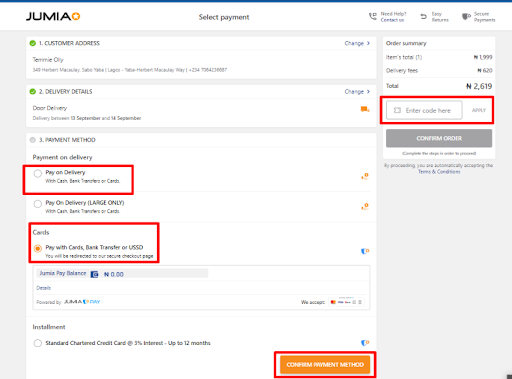 JUMIA
Select payment
Need Help?
Contact us
Easy
Returns
Secure
Payments
1. CUSTOMER ADDRESS
Change >
Temmie Olly
349 Herbert Macaulay, Sabo Yaba | Lagos - Yaba-Herbert Macaulay Way | +234 7064236687
2. DELIVERY DETAILS
Change >
Door Delivery
Delivery between 13 September and 14 September
3. PAYMENT METHOD
Payment on delivery
Pay on Delivery
With Cash, Bank Transfers or Cards.
Pay On Delivery (LARGE ONLY)
With Cash, Bank Transfers or Cards.
Cards
Pay with Cards, Bank Transfer or USSD
You will be redirected to our secure checkout page.
Jumia Pay Balance ₦ 0.00
Details
Powered by JUMIA PAY
We accept:
Installment
Standard Chartered Credit Card @ 3% Interest - Up to 12 months
CONFIRM PAYMENT METHOD
Order summary
Item's total (1) ₦ 1,999
Delivery fees ₦ 620
Total ₦ 2,619
Enter code here APPLY
CONFIRM ORDER
(Complete the steps in order to proceed)
By proceeding, you are automatically accepting the
Terms & Conditions